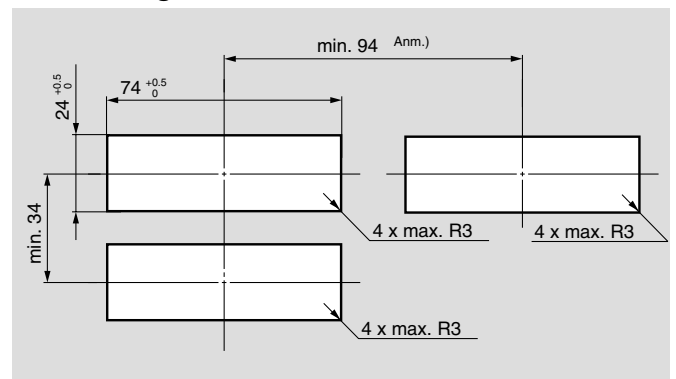 min. 94 Anm.)
74 +0.5 0
24 +0.5 0
min. 34
4 x max. R3
4 x max. R3
4 x max. R3